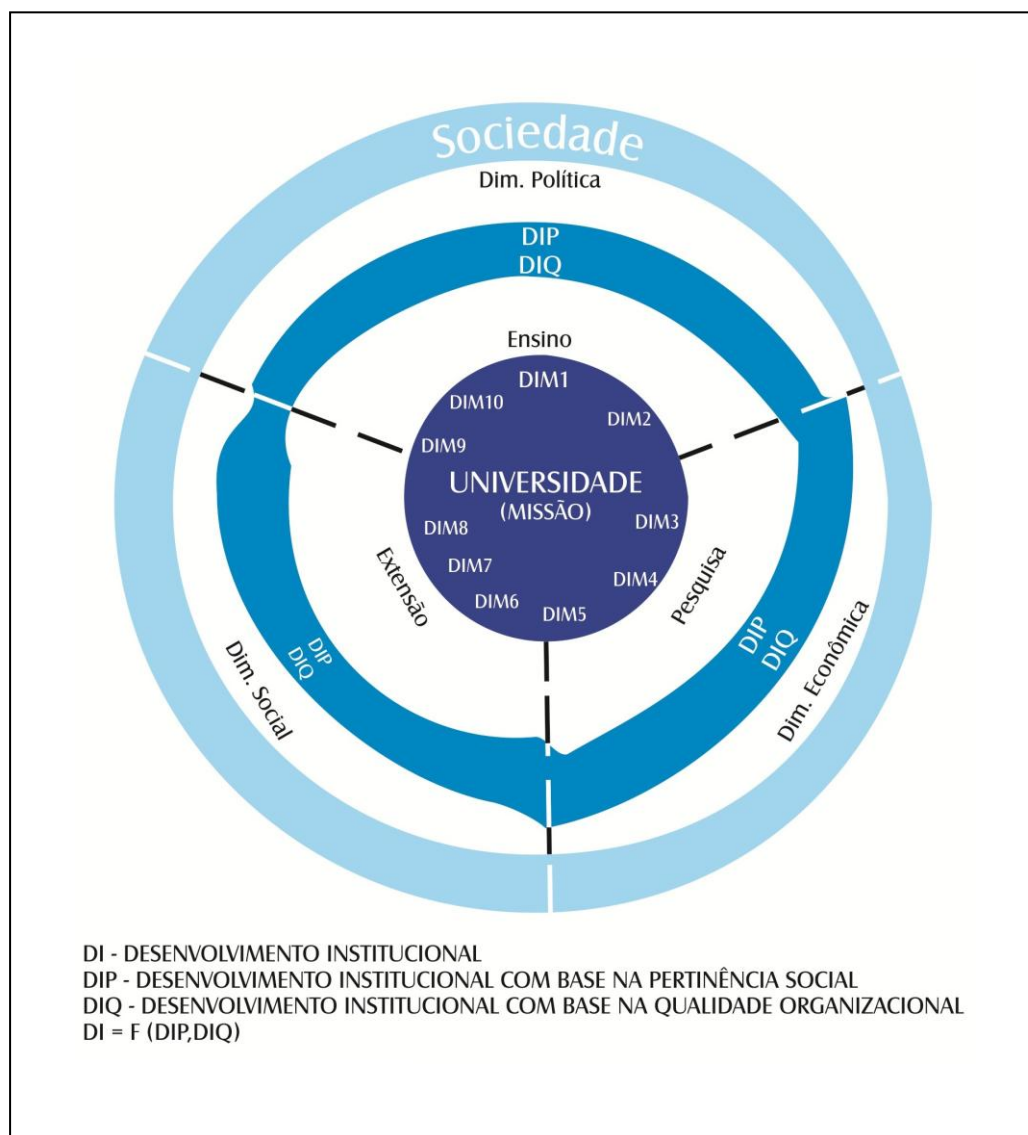 Sociedade
Dim. Política
DIP
DIQ
Ensino
DIM1
DIM10
DIM2
DIM9
UNIVERSIDADE
(MISSÃO)
DIM3
DIM8
DIM7
DIM4
DIM6
DIM5
Extensão
Pesquisa
DIP
DIQ
DIP
DIQ
Dim. Social
Dim. Econômica
DI - DESENVOLVIMENTO INSTITUCIONAL
DIP - DESENVOLVIMENTO INSTITUCIONAL COM BASE NA PERTINÊNCIA SOCIAL
DIQ - DESENVOLVIMENTO INSTITUCIONAL COM BASE NA QUALIDADE ORGANIZACIONAL
DI = F (DIP,DIQ)